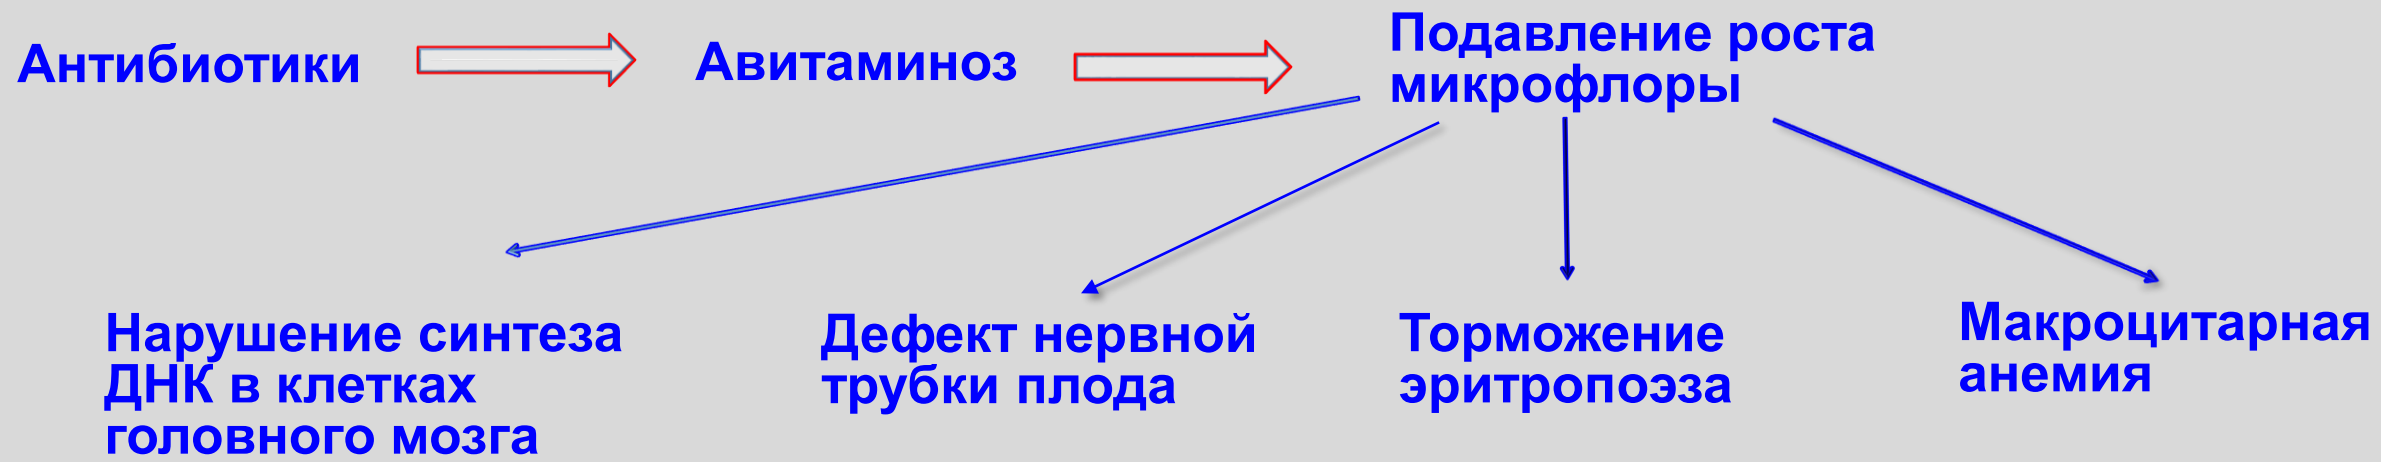 Антибиотики
Авитаминоз
Подавление роста
микрофлоры
Нарушение синтеза
ДНК в клетках
головного мозга
Дефект нервной
трубки плода
Торможение
эритропоэза
Макроцитарная
анемия